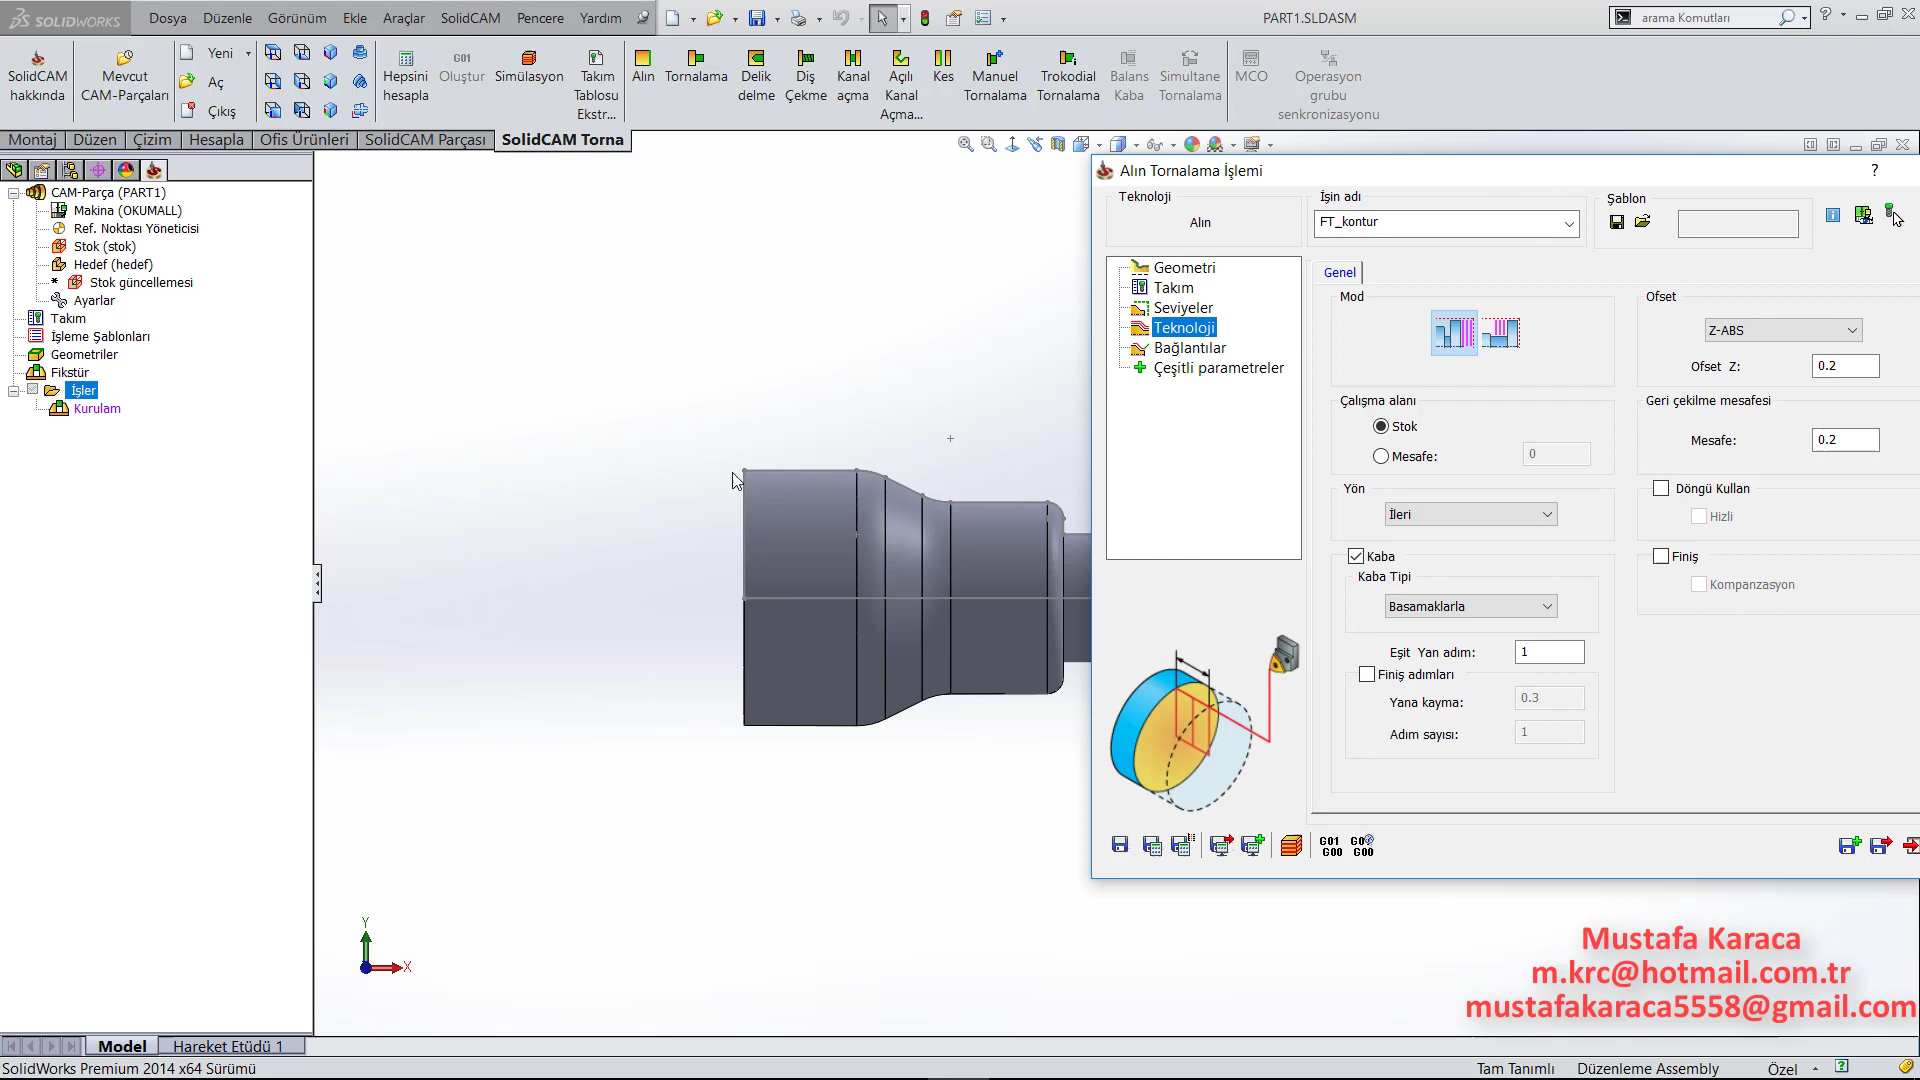 SOLIDWORKS
Dosya Düzenle Görünüm Ekle Araçlar SolidCAM Pencere Yardım
PART1.SLDASM
arama Komutları
SolidCAM hakkında
Mevcut CAM-Parçaları
Yeni
Aç
Çıkış
Hepsini hesapla
G01 Oluştur
Simülasyon
Takım Tablosu Ekstr...
Alın
Tornalama
Delik delme
Diş Çekme
Kanal açma
Açılı Kanal Açma...
Kes
Manuel Tornalama
Trokodial Tornalama
Balans Kaba
Simultane Tornalama
MCO
Operasyon grubu senkronizasyonu
Montaj Düzen Çizim Hesapla Ofis Ürünleri SolidCAM Parçası SolidCAM Torna
CAM-Parça (PART1)
Makina (OKUMALL)
Ref. Noktası Yöneticisi
Stok (stok)
Hedef (hedef)
* Stok güncellemesi
Ayarlar
Takım
İşleme Şablonları
Geometriler
Fikstür
İşler
Kurulam
Alın Tornalama İşlemi
?
Teknoloji
Alın
İşin adı
FT_kontur
Şablon
Geometri
Takım
Seviyeler
Teknoloji
Bağlantılar
Çeşitli parametreler
Genel
Mod
Çalışma alanı
Stok
Mesafe: 0
Yön
İleri
Kaba
Kaba Tipi
Basamaklarla
Eşit Yan adım: 1
Finiş adımları
Yana kayma: 0.3
Adım sayısı: 1
Ofset
Z-ABS
Ofset Z: 0.2
Geri çekilme mesafesi
Mesafe: 0.2
Döngü Kullan
Hizli
Finiş
Kompanzasyon
G01 G00
G00 G00
Y
X
Mustafa Karaca
m.krc@hotmail.com.tr
mustafakaraca5558@gmail.com
Model Hareket Etüdü 1
SolidWorks Premium 2014 x64 Sürümü
Tam Tanımlı Düzenleme Assembly Özel